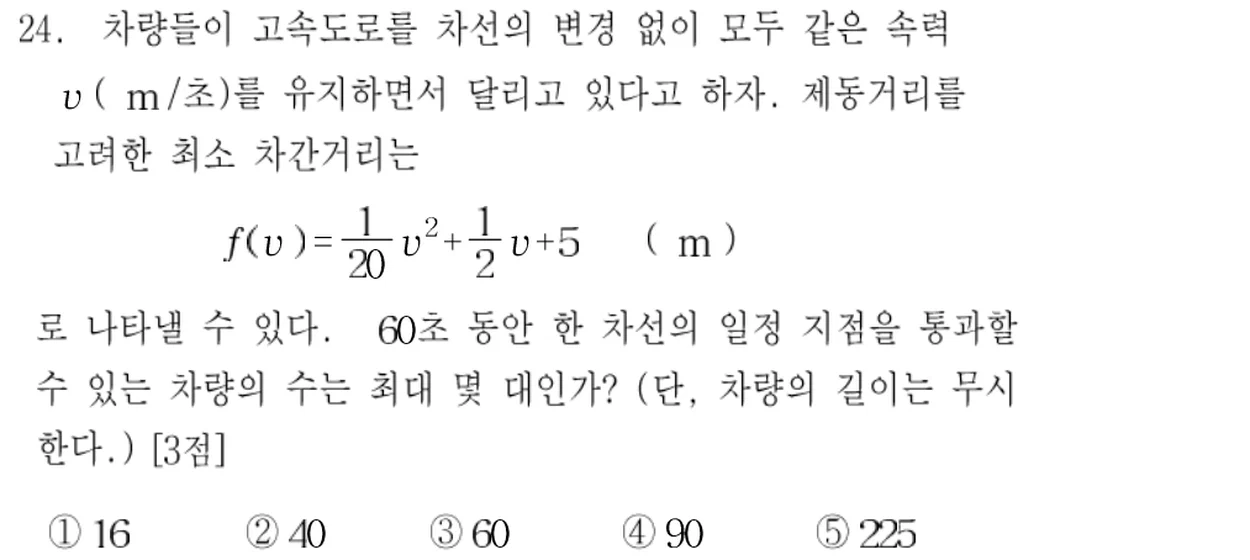 24. 차량들이 고속도로를 차선의 변경 없이 모두 같은 속력
v ( m/초)를 유지하면서 달리고 있다고 하자. 제동거리를
고려한 최소 차간거리는
f(v)=1/20 v²+1/2 v+5 ( m )
로 나타낼 수 있다. 60초 동안 한 차선의 일정 지점을 통과할
수 있는 차량의 수는 최대 몇 대인가? (단, 차량의 길이는 무시
한다.) [3점]
① 16 ② 40 ③ 60 ④ 90 ⑤ 225